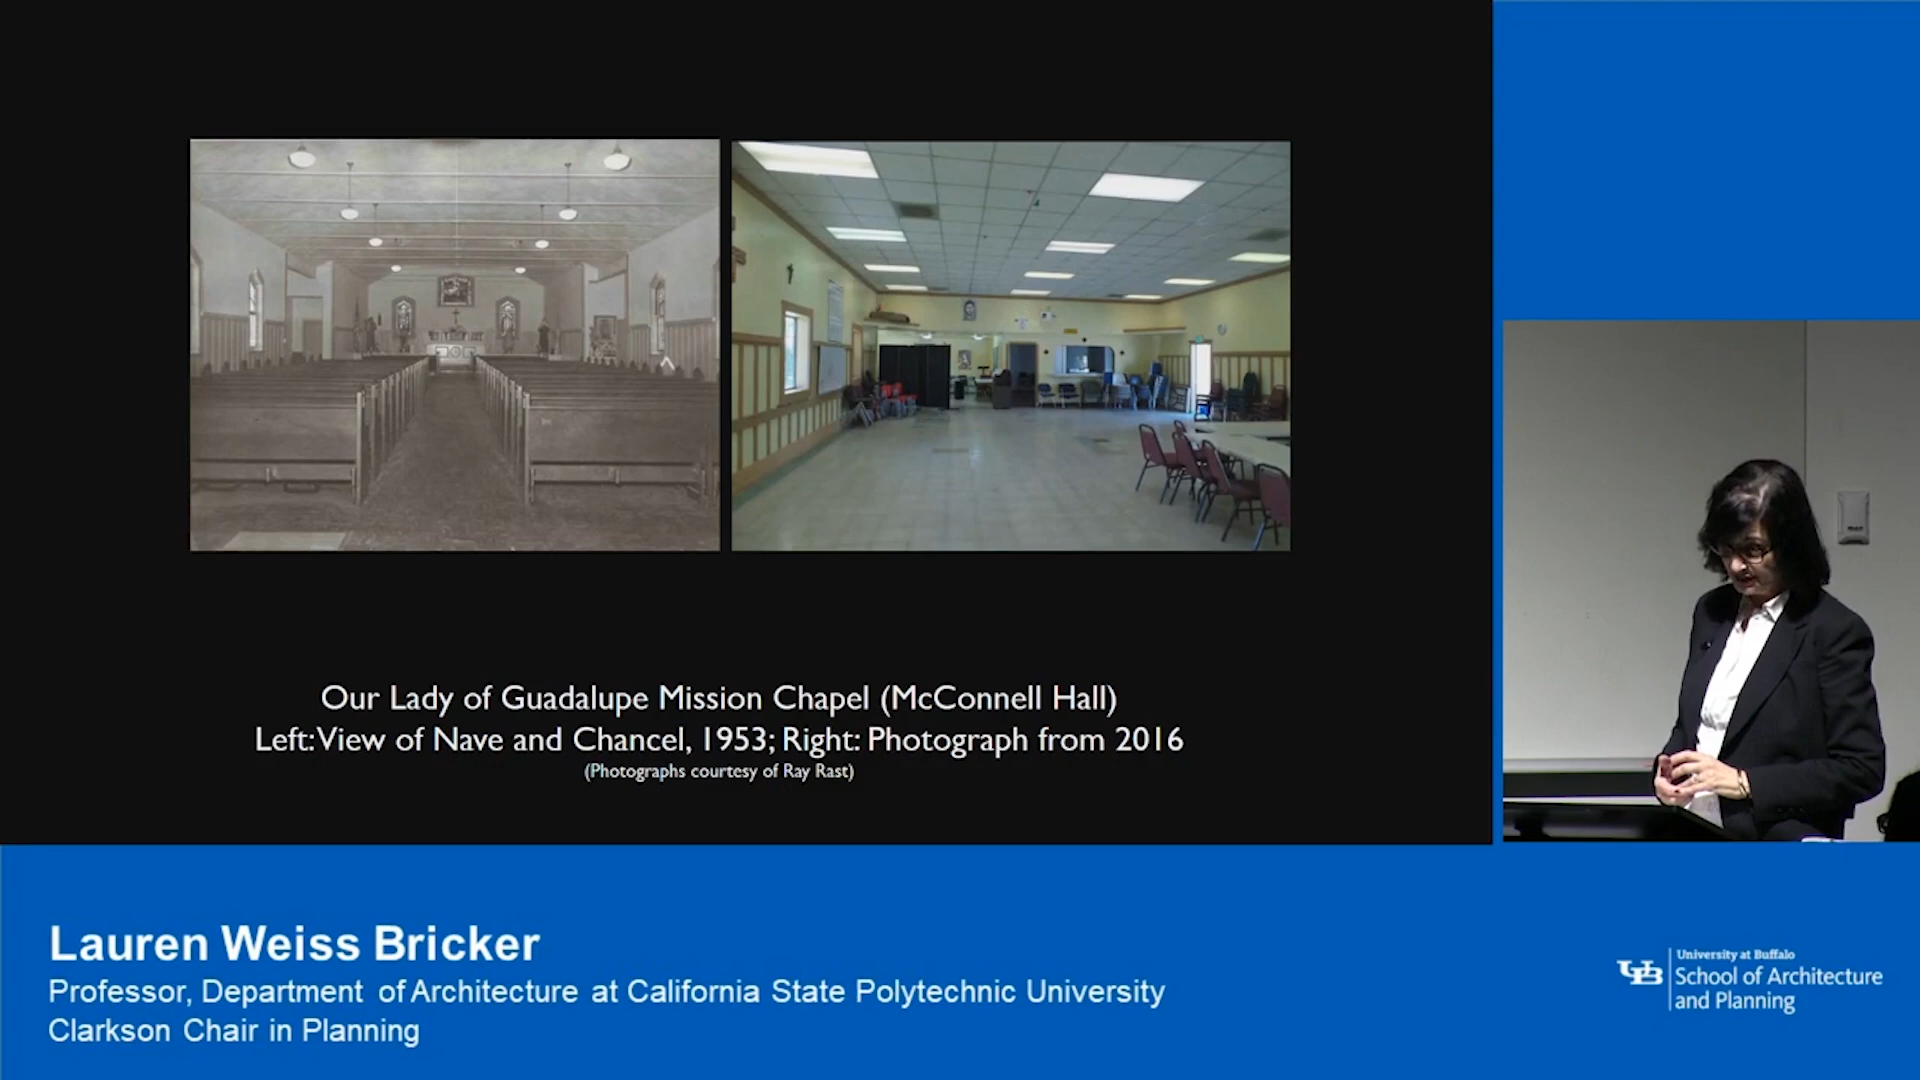 Our Lady of Guadalupe Mission Chapel (McConnell Hall)
Left: View of Nave and Chancel, 1953; Right: Photograph from 2016
(Photographs courtesy of Ray Rast)
Lauren Weiss Bricker
Professor, Department of Architecture at California State Polytechnic University
Clarkson Chair in Planning
UB
University at Buffalo
School of Architecture
and Planning